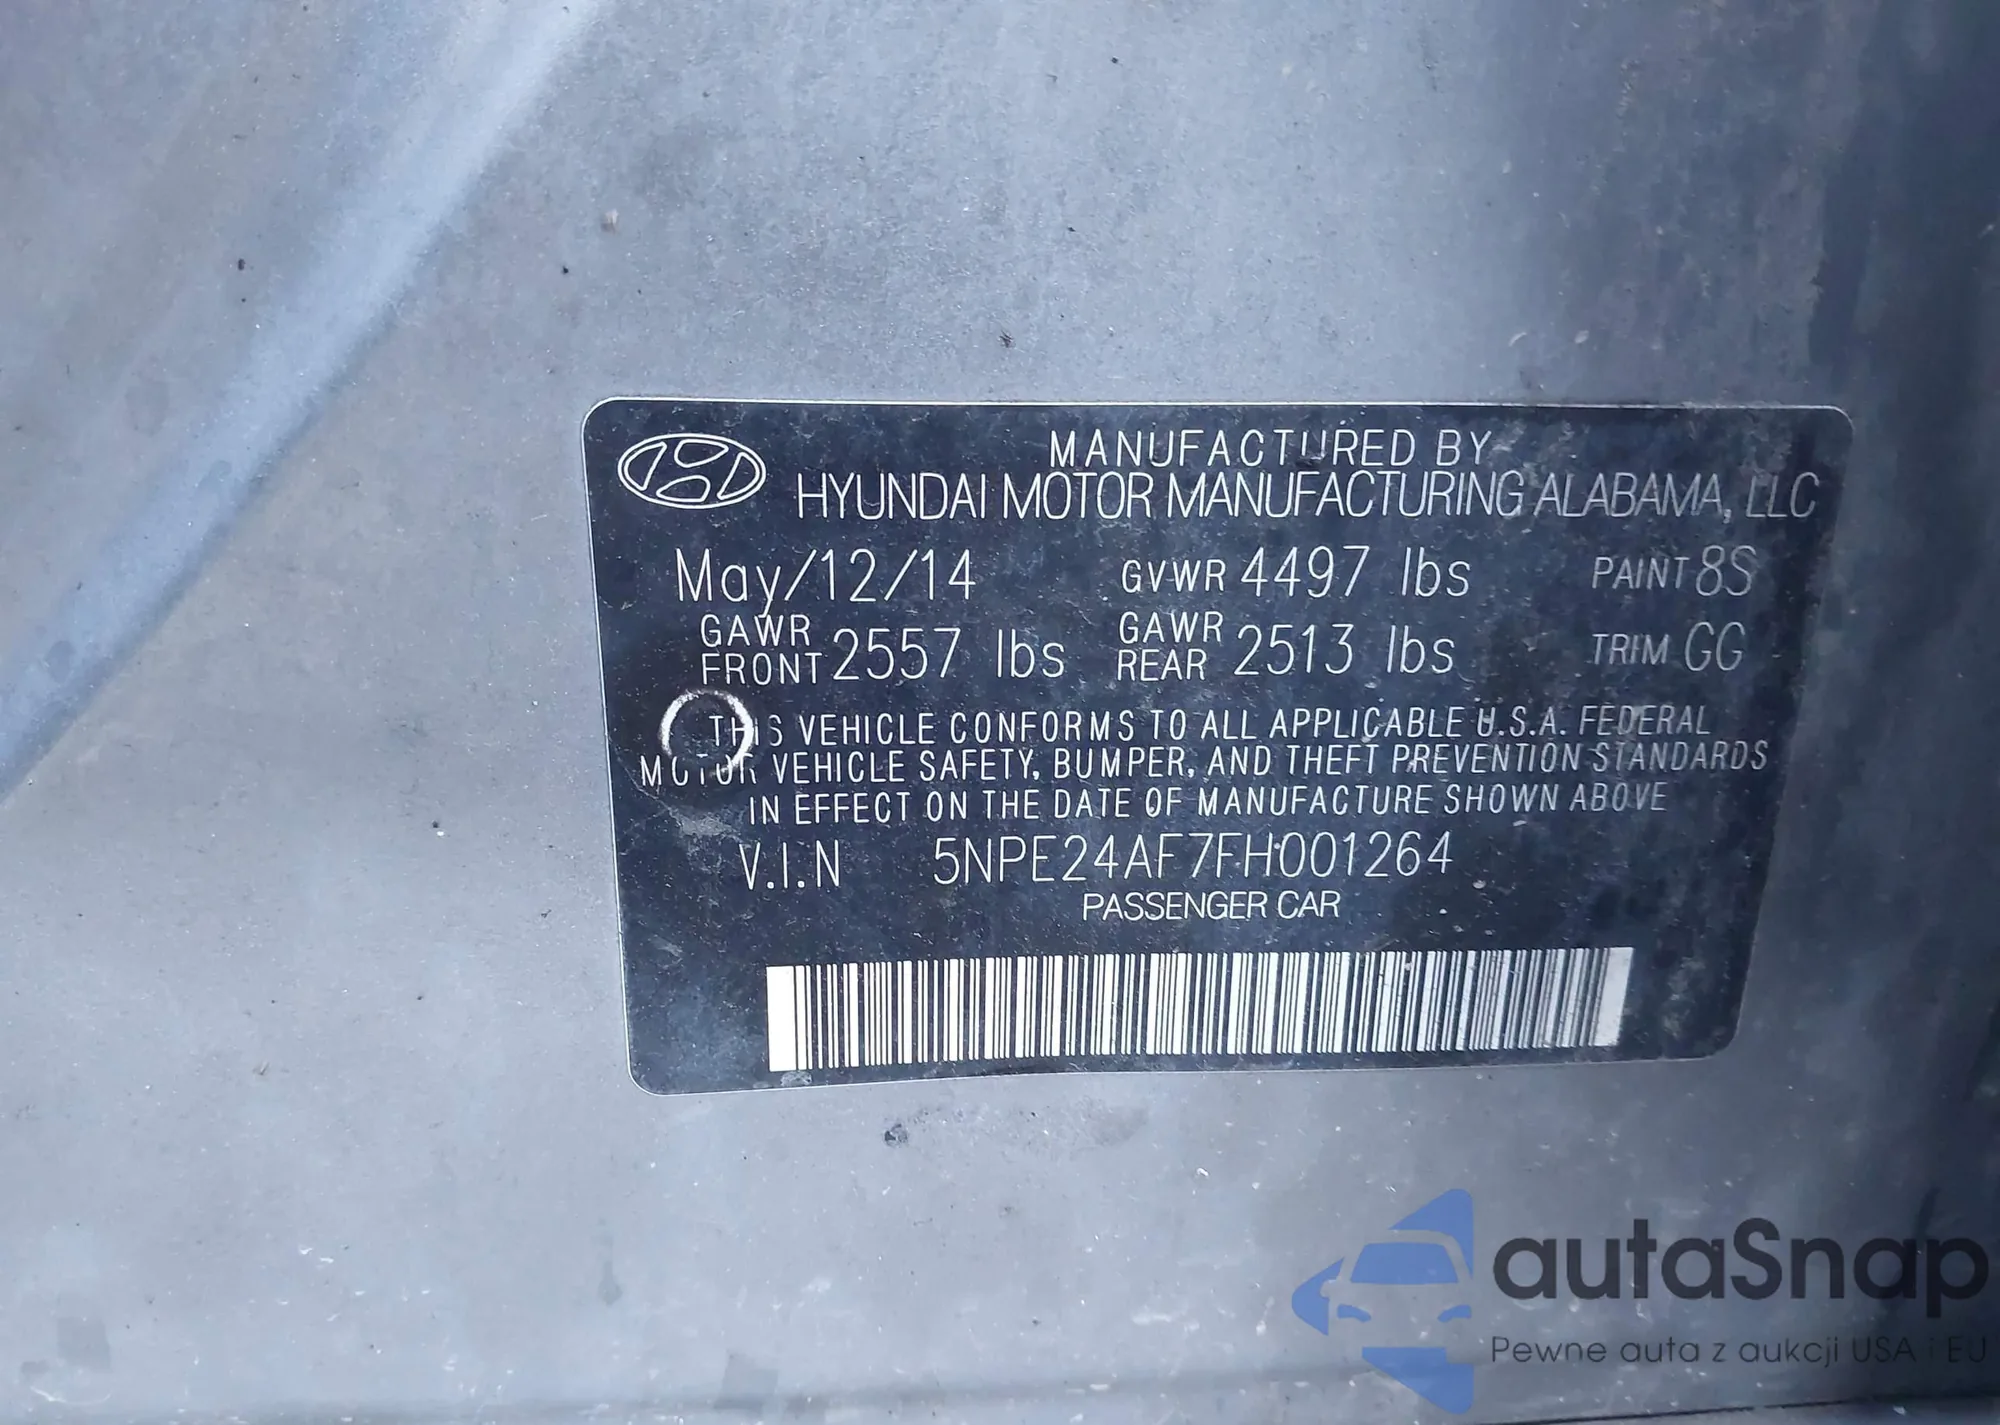 MANUFACTURED BY
HYUNDAI MOTOR MANUFACTURING ALABAMA, LLC
May/12/14 GVWR 4497 lbs PAINT 8S
GAWR FRONT 2557 lbs GAWR REAR 2513 lbs TRIM GG
THIS VEHICLE CONFORMS TO ALL APPLICABLE U.S.A. FEDERAL
MOTOR VEHICLE SAFETY, BUMPER, AND THEFT PREVENTION STANDARDS
IN EFFECT ON THE DATE OF MANUFACTURE SHOWN ABOVE
V.I.N 5NPE24AF7FH001264
PASSENGER CAR
autaSnap
Pewne auta z aukcji USA i EU